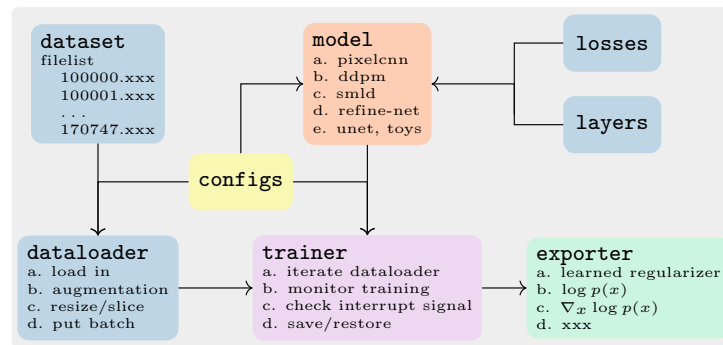 dataset
filelist
100000.xxx
100001.xxx
...
170747.xxx
model
a. pixelcnn
b. ddpm
c. smld
d. refine-net
e. unet, toys
losses
layers
configs
dataloader
a. load in
b. augmentation
c. resize/slice
d. put batch
trainer
a. iterate dataloader
b. monitor training
c. check interrupt signal
d. save/restore
exporter
a. learned regularizer
b. log p(x)
c. ∇ₓ log p(x)
d. xxx